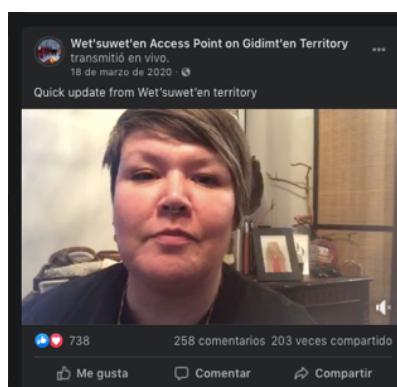 Wet'suwet'en Access Point on Gidimt'en Territory
transmitió en vivo.
18 de marzo de 2020 ·
Quick update from Wet'suwet'en territory
738
258 comentarios 203 veces compartido
Me gusta
Comentar
Compartir